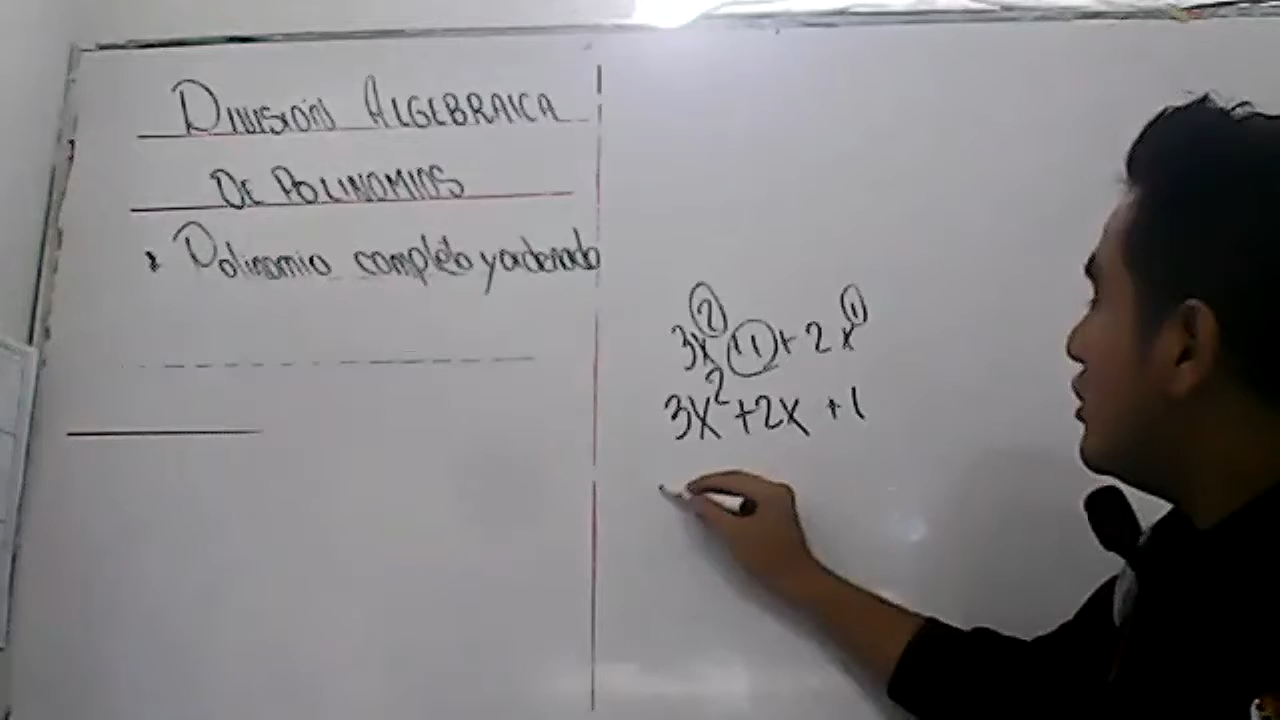 DIVISIÓN ALGEBRAICA
DE POLINOMIOS
• Polinomio completo y ordenado
3x² + 1 + 2x¹
3x² + 2x + 1